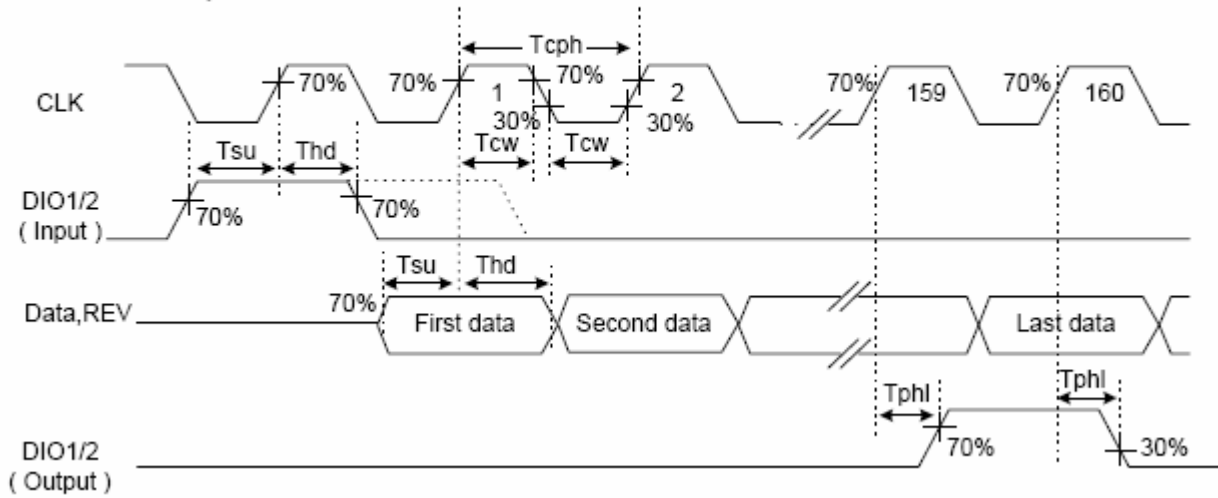 Tcph
70%
70%
70%
70%
70%
CLK
1
2
159
160
30%
30%
Tsu
Thd
Tcw
Tcw
DIO1/2
( Input )
70%
70%
Tsu
Thd
70%
Data,REV
First data
Second data
Last data
Tphl
Tphl
DIO1/2
( Output )
70%
30%